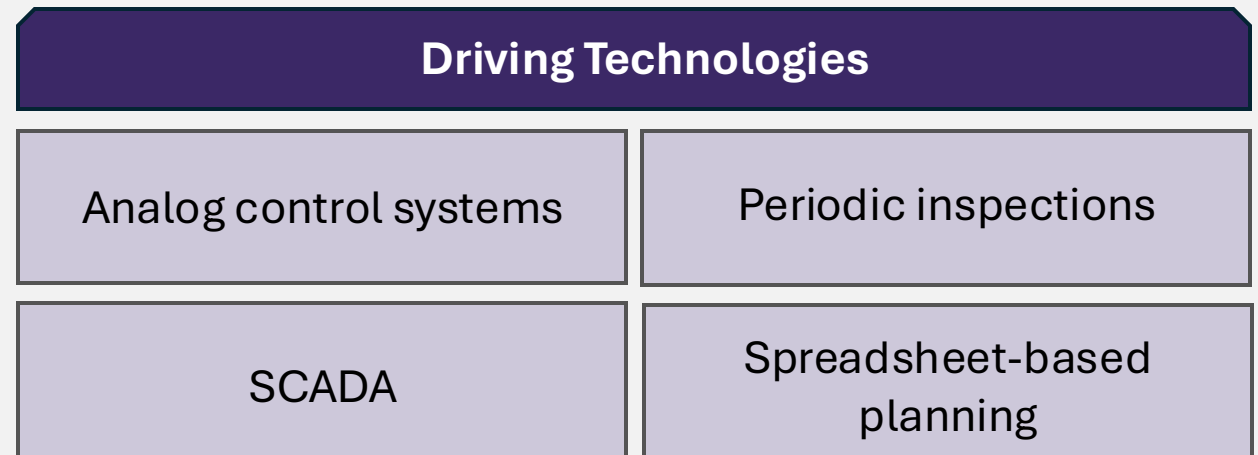 Driving Technologies
Analog control systems
Periodic inspections
SCADA
Spreadsheet-based
planning